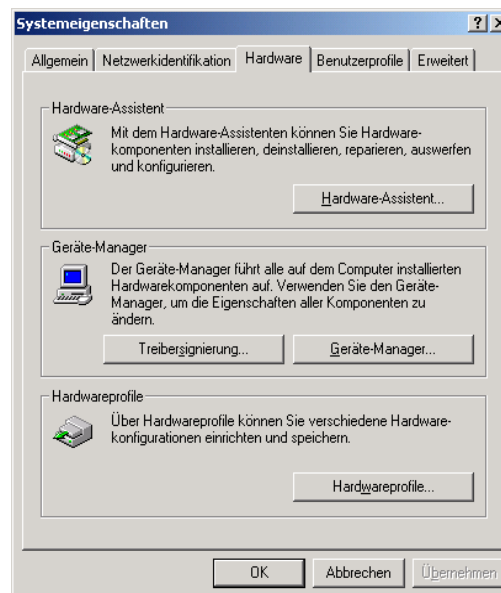 Systemeigenschaften
Allgemein Netzwerkidentifikation Hardware Benutzerprofile Erweitert
Hardware-Assistent
Mit dem Hardware-Assistenten können Sie Hardware-
komponenten installieren, deinstallieren, reparieren, auswerfen
und konfigurieren.
Hardware-Assistent...
Geräte-Manager
Der Geräte-Manager führt alle auf dem Computer installierten
Hardwarekomponenten auf. Verwenden Sie den Geräte-
Manager, um die Eigenschaften aller Komponenten zu
ändern.
Treibersignierung... Geräte-Manager...
Hardwareprofile
Über Hardwareprofile können Sie verschiedene Hardware-
konfigurationen einrichten und speichern.
Hardwareprofile...
OK Abbrechen Übernehmen